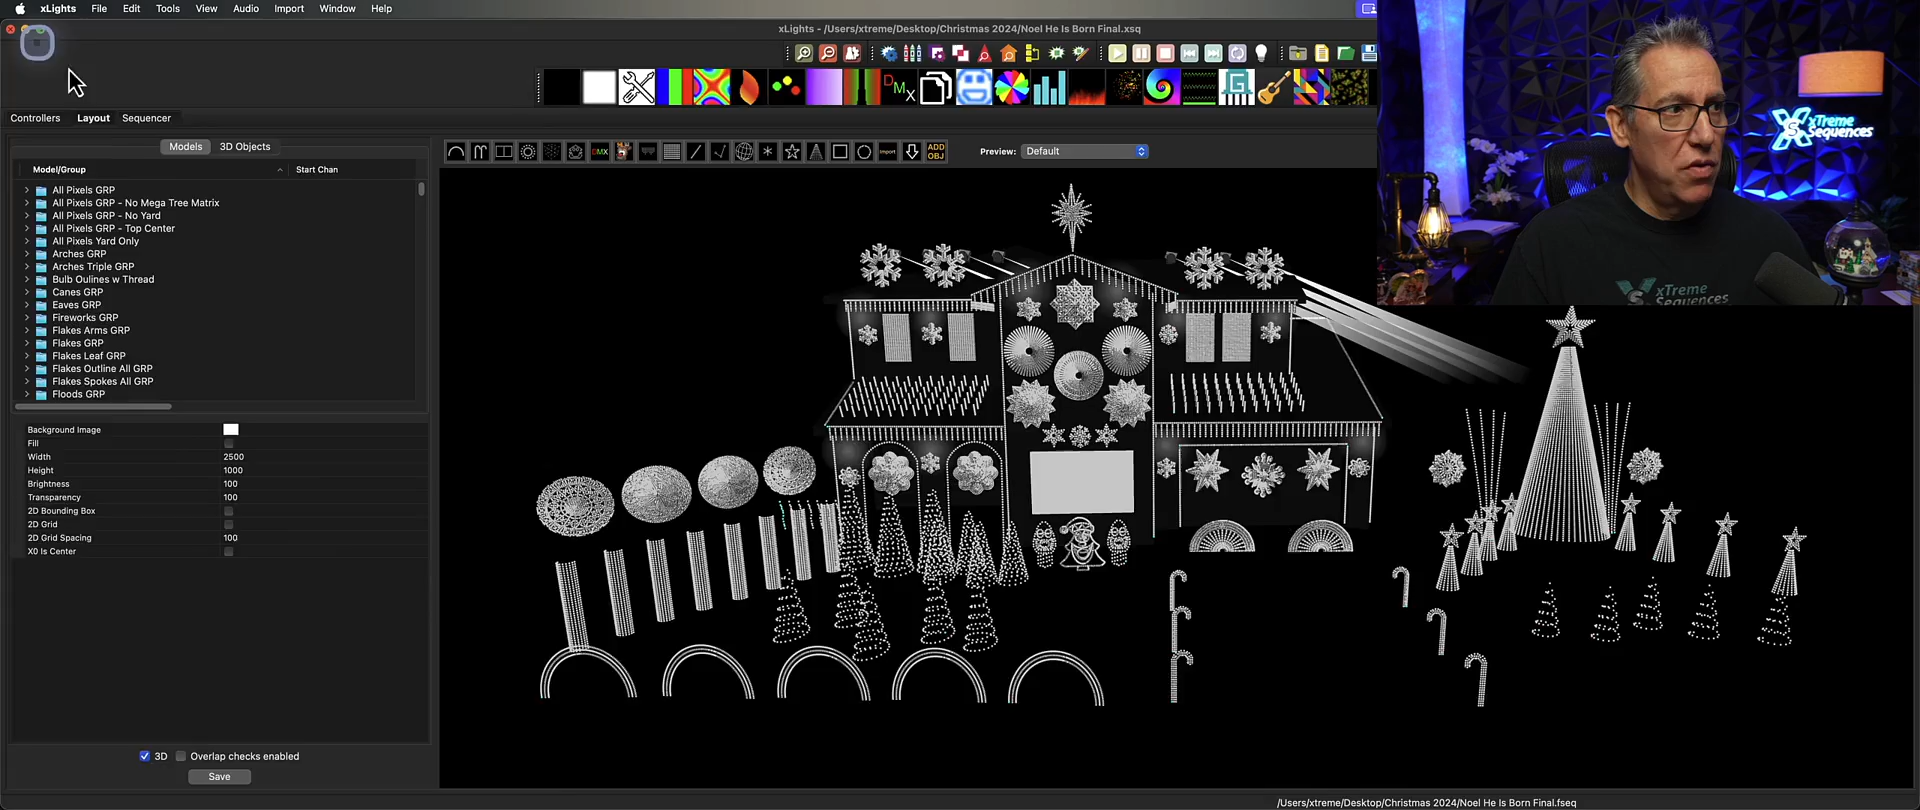 xLights File Edit Tools View Audio Import Window Help
xLights - /Users/xtreme/Desktop/Christmas 2024/Noel He Is Born Final.xsq
DMX
Controllers Layout Sequencer
Models 3D Objects
DMX
Import
ADD OBJ
Preview: Default
Model/Group Start Chan
All Pixels GRP
All Pixels GRP - No Mega Tree Matrix
All Pixels GRP - No Yard
All Pixels GRP - Top Center
All Pixels Yard Only
Arches GRP
Arches Triple GRP
Bulb Oulines w Thread
Canes GRP
Eaves GRP
Fireworks GRP
Flakes Arms GRP
Flakes GRP
Flakes Leaf GRP
Flakes Outline All GRP
Flakes Spokes All GRP
Floods GRP
Background Image
Fill
Width 2500
Height 1000
Brightness 100
Transparency 100
2D Bounding Box
2D Grid
2D Grid Spacing 100
X0 Is Center
3D Overlap checks enabled
Save
/Users/xtreme/Desktop/Christmas 2024/Noel He Is Born Final.fseq
xTreme
Sequences
xTreme
Sequences